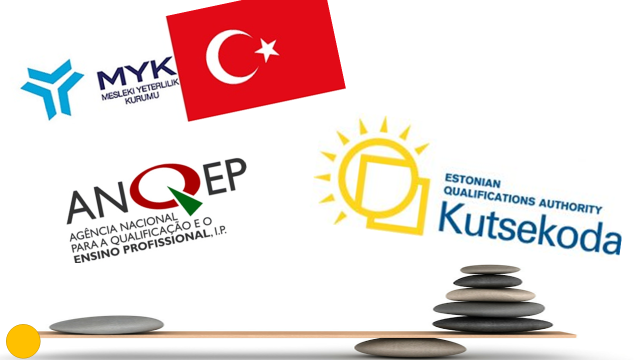 MYK
MESLEKİ YETERLİLİK
KURUMU
ANQEP
AGÊNCIA NACIONAL
PARA A QUALIFICAÇÃO E O
ENSINO PROFISSIONAL, I.P.
ESTONIAN
QUALIFICATIONS AUTHORITY
Kutsekoda